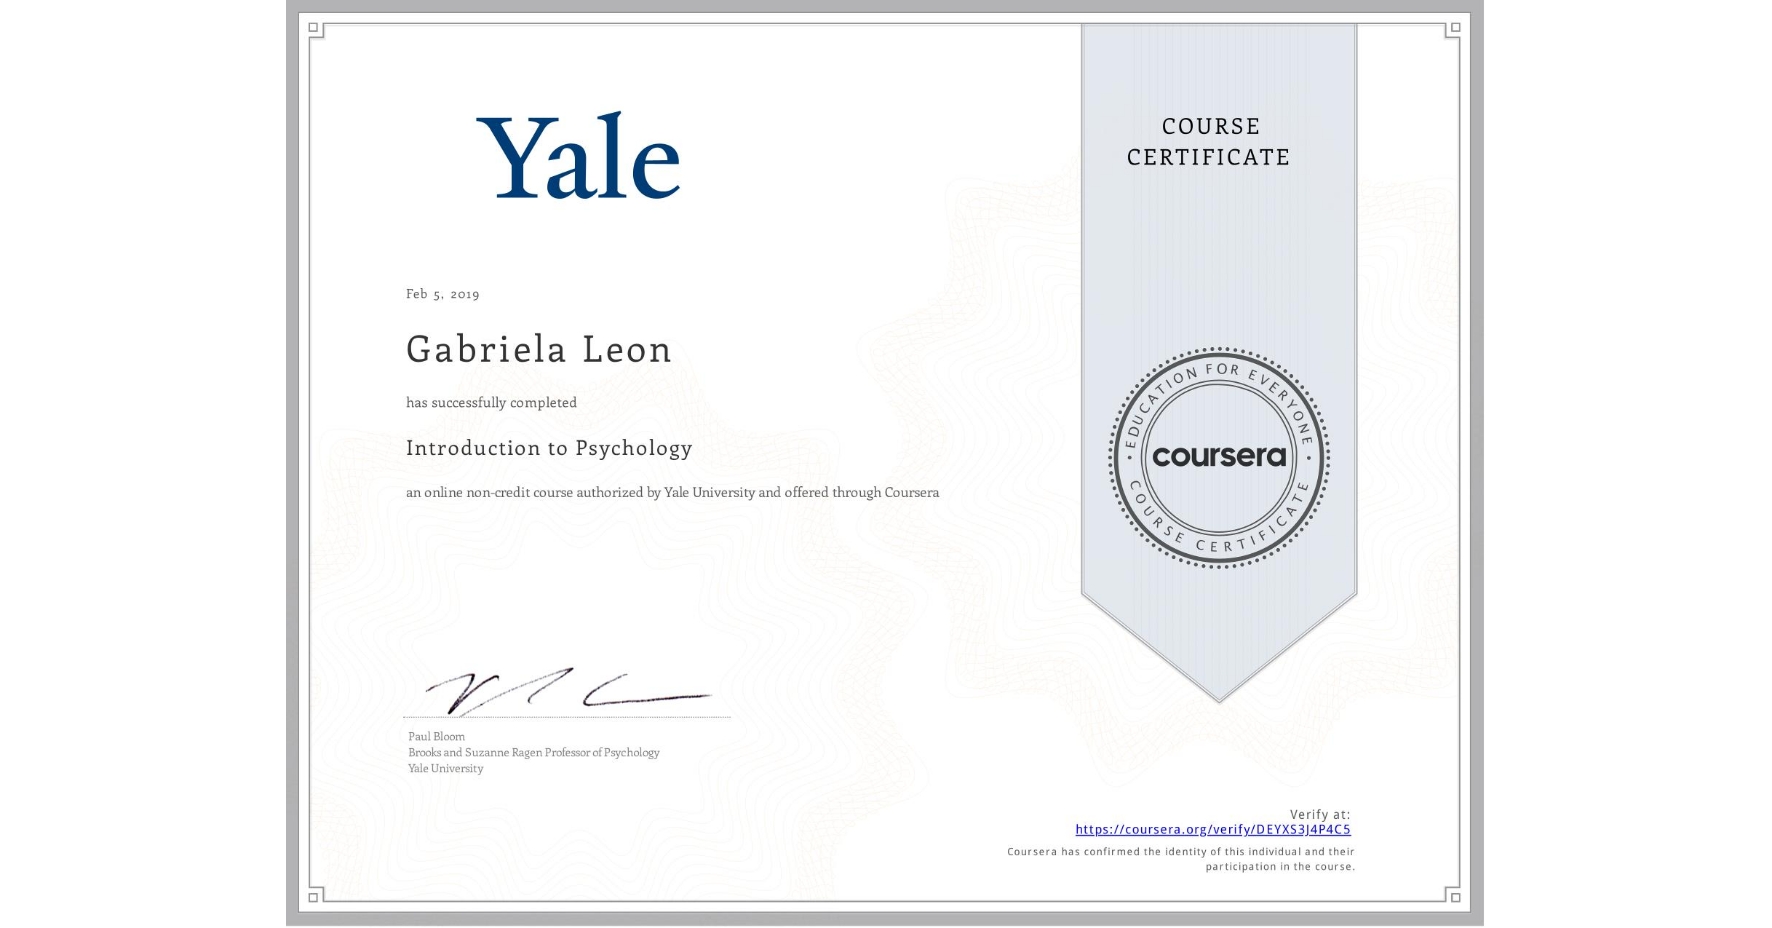 Yale
COURSE
CERTIFICATE
Feb 5, 2019
Gabriela Leon
has successfully completed
Introduction to Psychology
an online non-credit course authorized by Yale University and offered through Coursera
EDUCATION FOR EVERYONE
coursera
COURSE CERTIFICATE
Paul Bloom
Brooks and Suzanne Ragen Professor of Psychology
Yale University
Verify at:
https://coursera.org/verify/DEYXS3J4P4C5
Coursera has confirmed the identity of this individual and their
participation in the course.